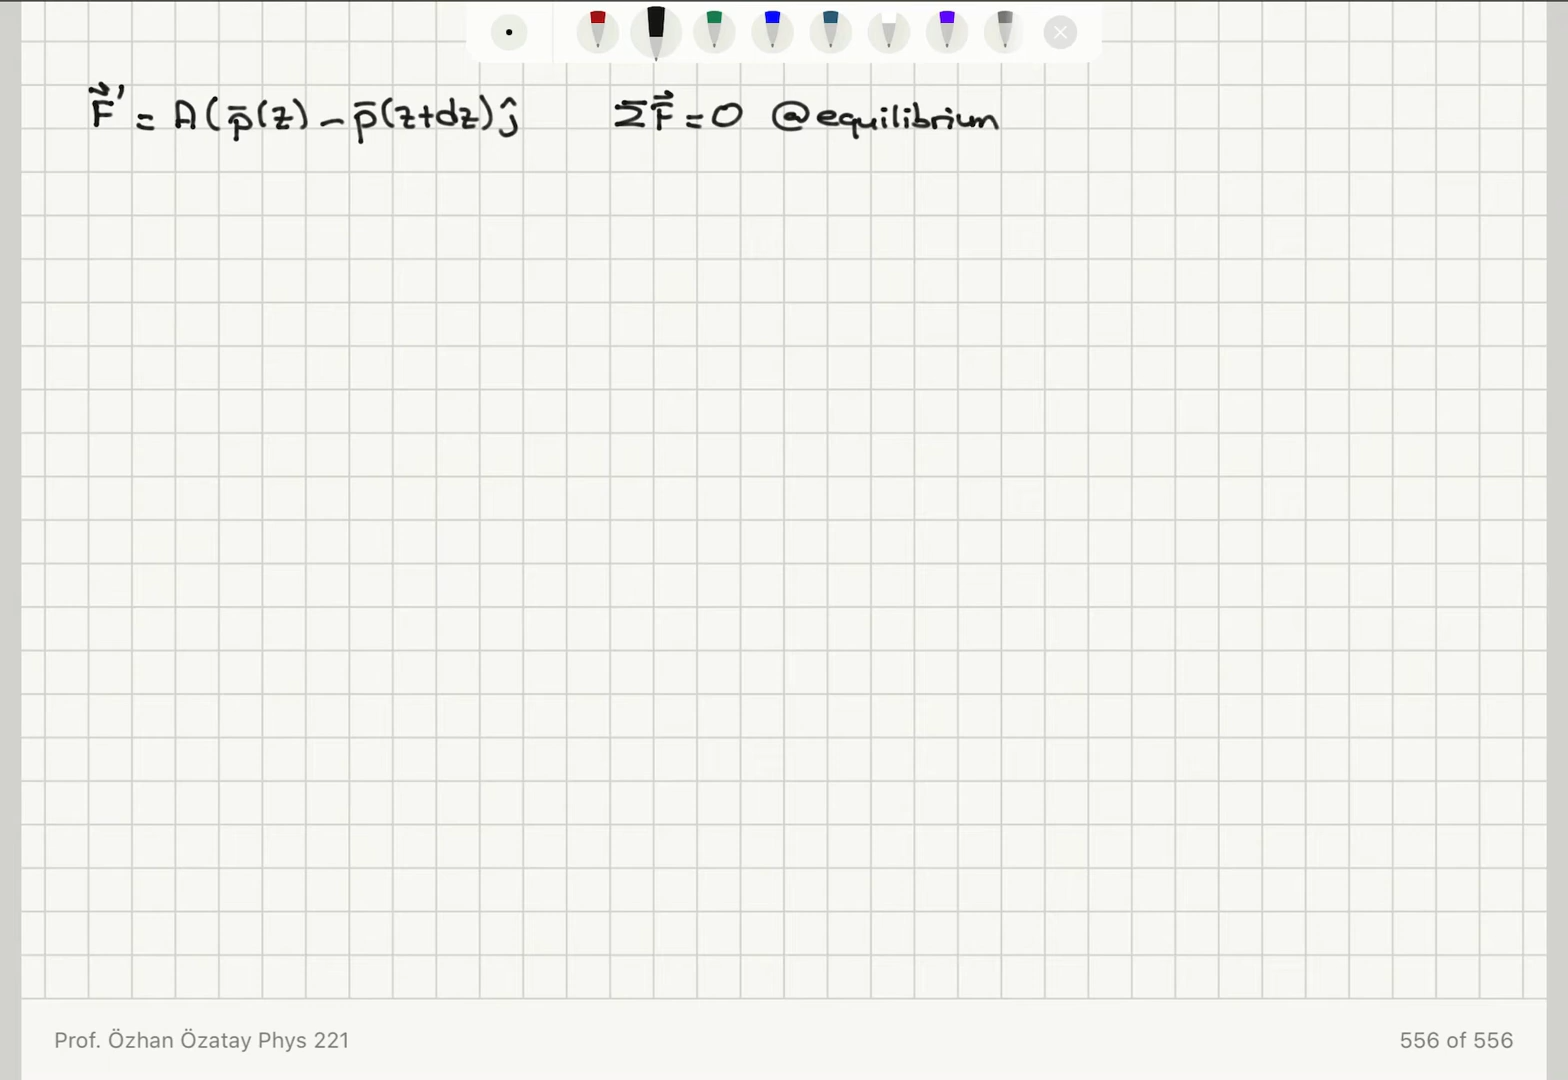 F⃗' = A(p̄(z) − p̄(z+dz)ĵ    ΣF⃗ = 0 @equilibrium
Prof. Özhan Özatay Phys 221    556 of 556